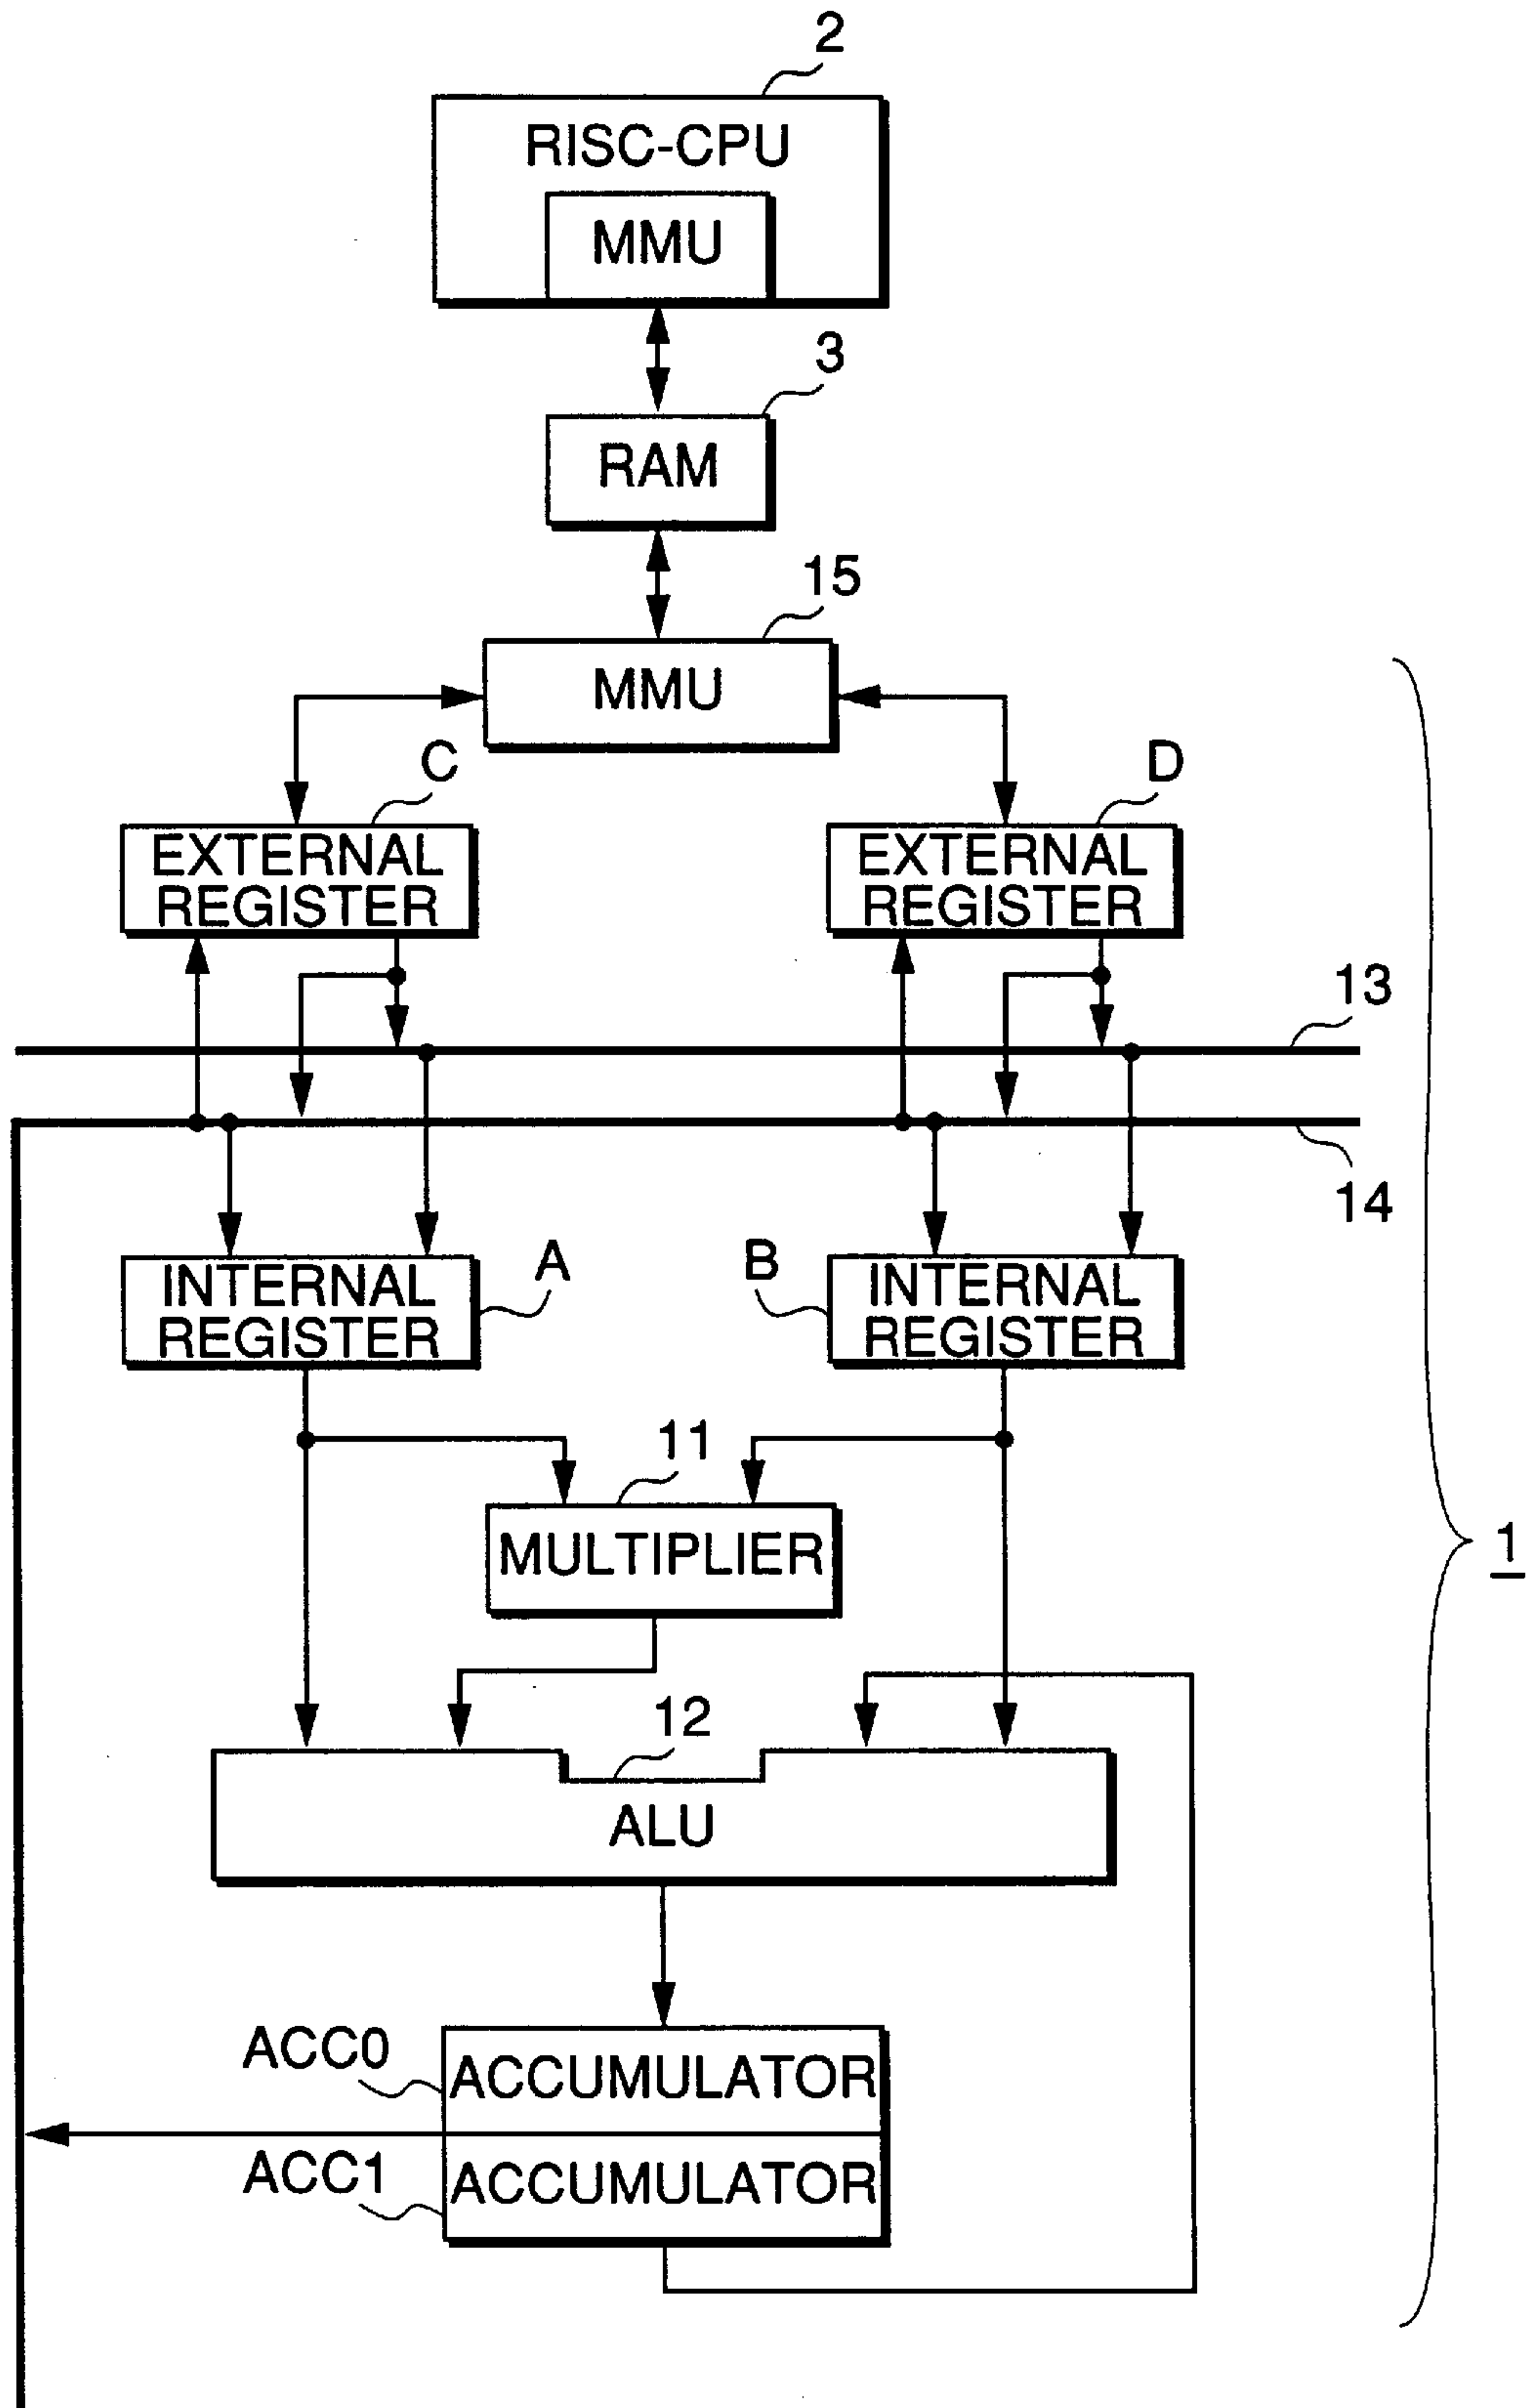 2
RISC-CPU
MMU
3
RAM
15
MMU
C
D
EXTERNAL
REGISTER
EXTERNAL
REGISTER
13
14
A
B
INTERNAL
REGISTER
INTERNAL
REGISTER
11
MULTIPLIER
1
12
ALU
ACC0
ACCUMULATOR
ACC1
ACCUMULATOR